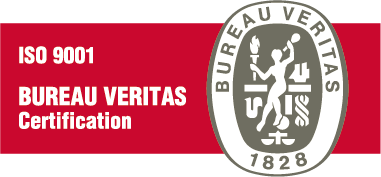 ISO 9001
BUREAU VERITAS
Certification
BUREAU VERITAS
1828